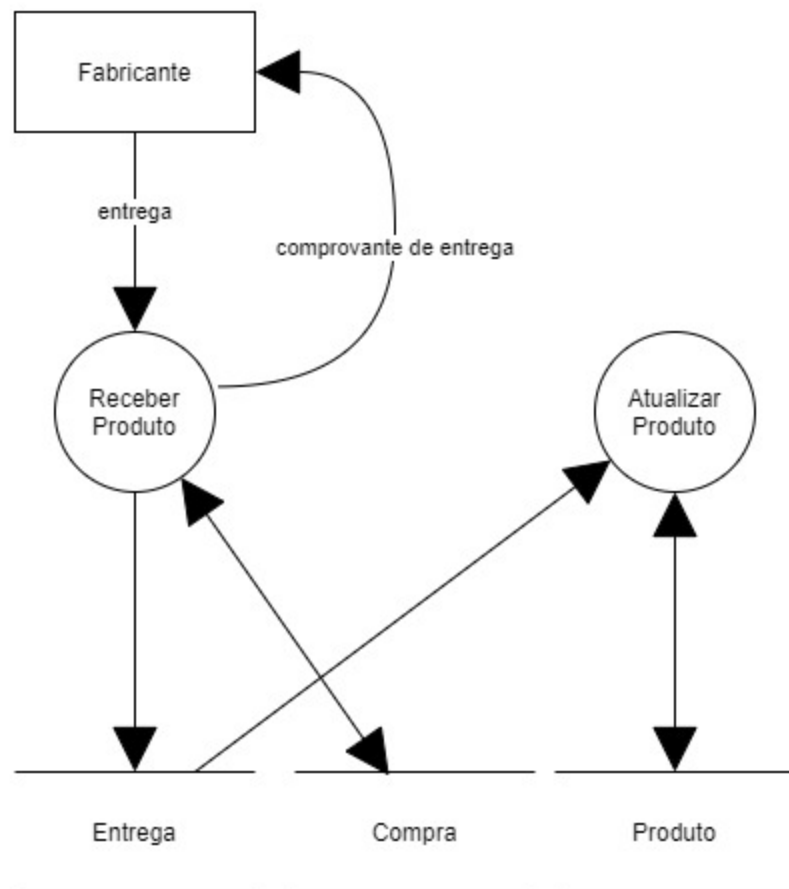 Fabricante
entrega
comprovante de entrega
Receber
Produto
Atualizar
Produto
Entrega
Compra
Produto